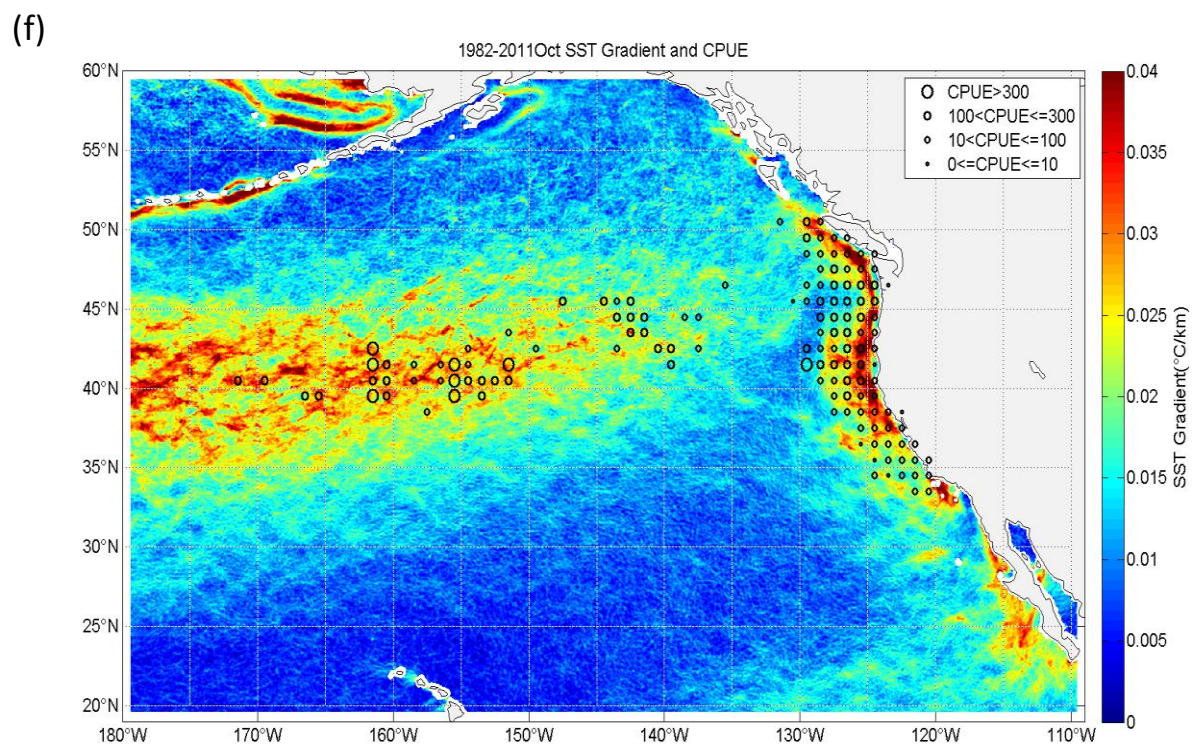 (f)
1982-2011Oct SST Gradient and CPUE
CPUE>300
100<CPUE<=300
10<CPUE<=100
0<=CPUE<=10
60°N
55°N
50°N
45°N
40°N
35°N
30°N
25°N
20°N
180°W
170°W
160°W
150°W
140°W
130°W
120°W
110°W
0.04
0.035
0.03
0.025
0.02
0.015
0.01
0.005
0
SST Gradient(°C/km)